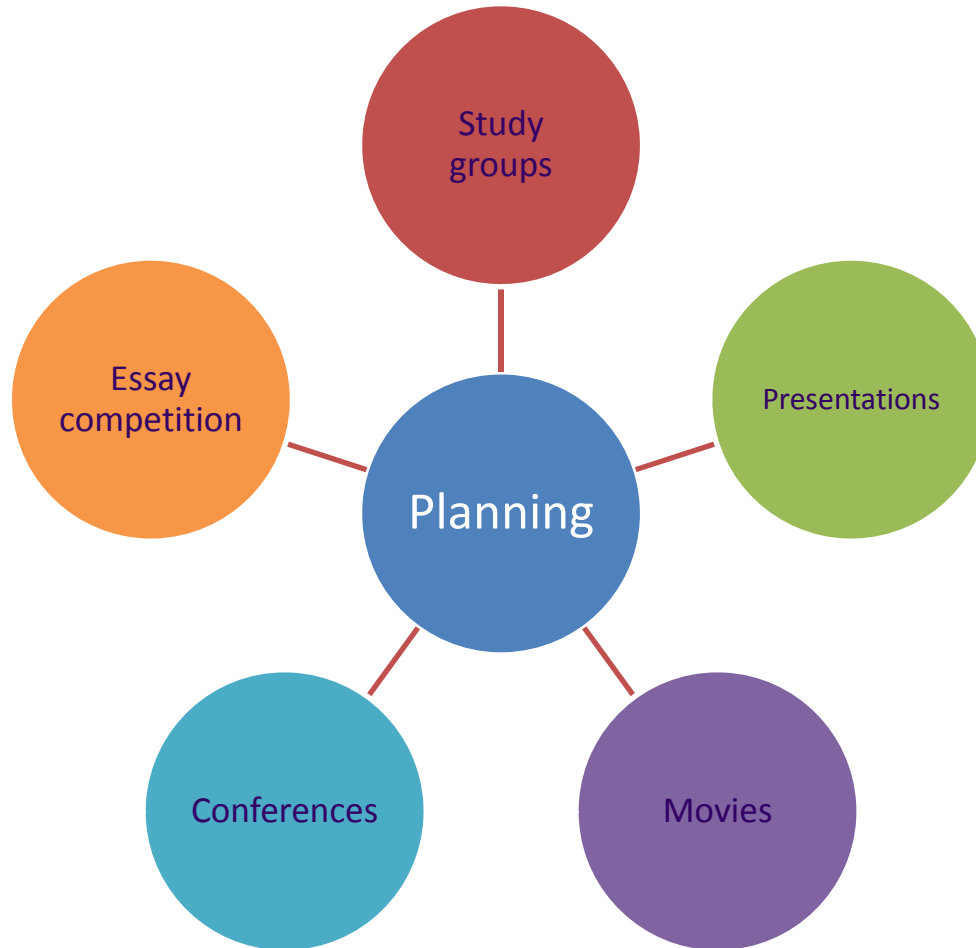 Study
groups
Presentations
Movies
Conferences
Essay
competition
Planning